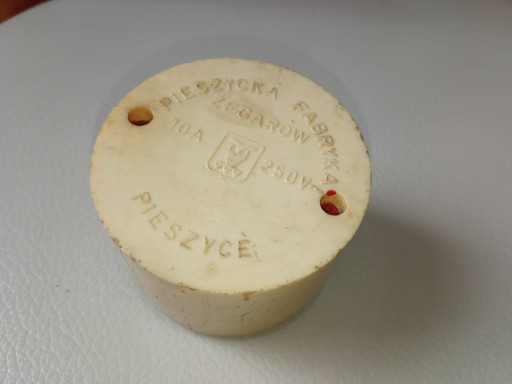 PIESZYCKA FABRYKA
ZEGARÓW
10A 250V~
PIESZYCE